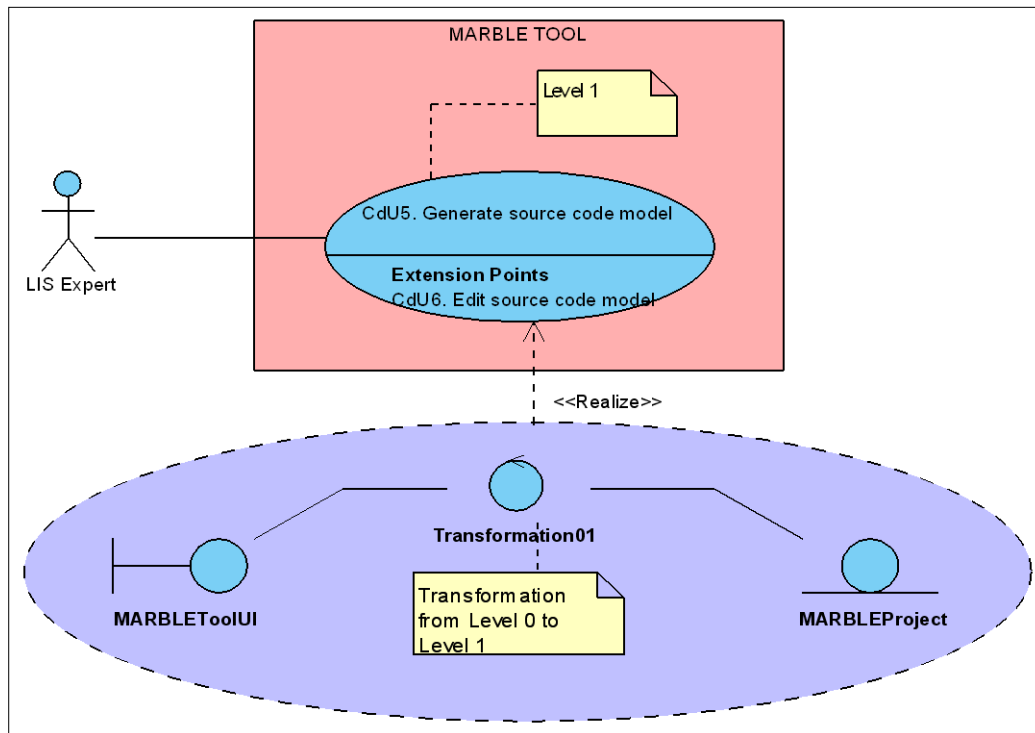 MARBLE TOOL
Level 1
CdU5. Generate source code model
Extension Points
CdU6. Edit source code model
LIS Expert
<<Realize>>
Transformation01
MARBLEToolUI
Transformation
from Level 0 to
Level 1
MARBLEProject